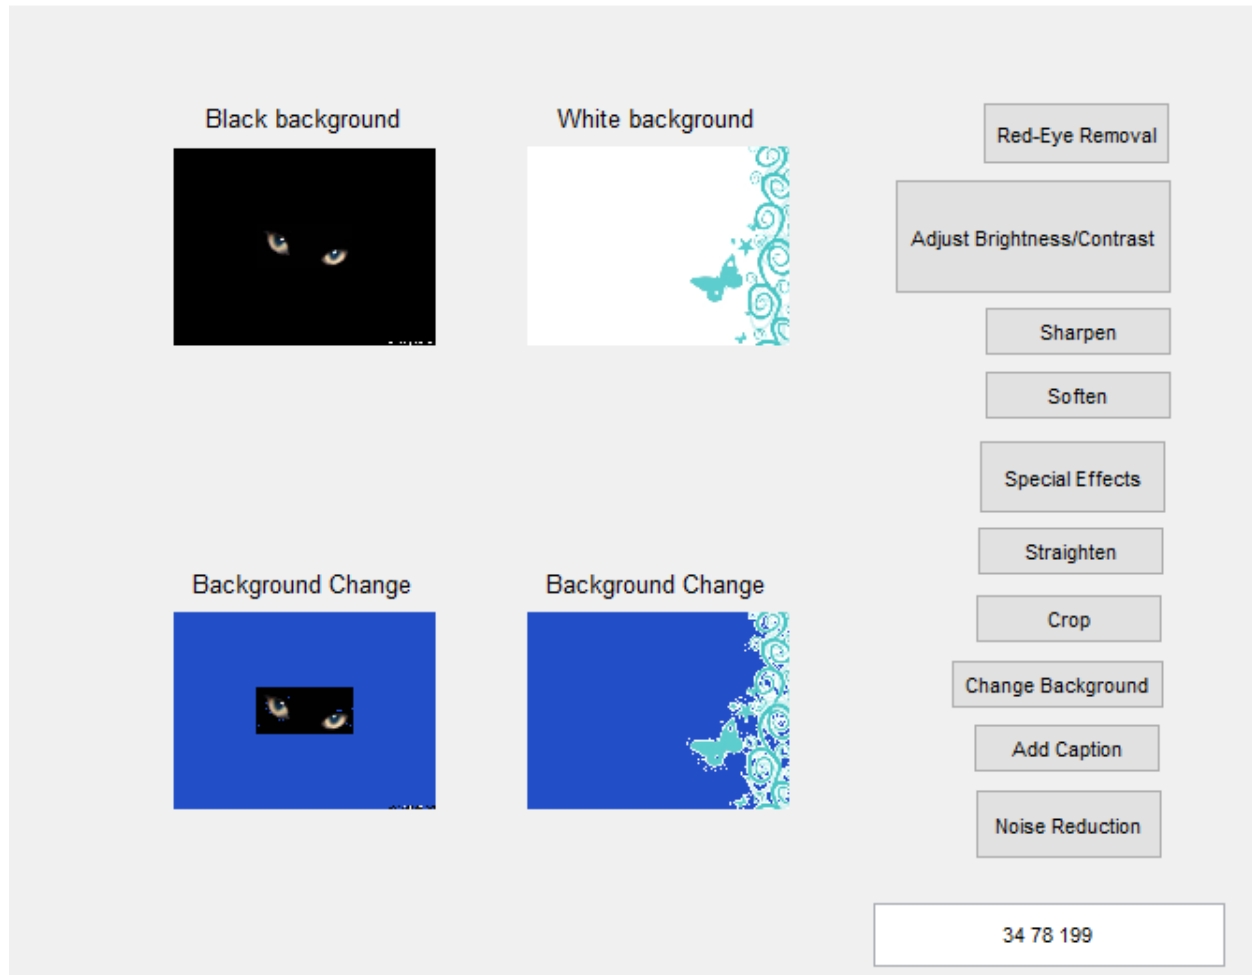 Black background
White background
Red-Eye Removal
Adjust Brightness/Contrast
Sharpen
Soften
Special Effects
Background Change
Background Change
Straighten
Crop
Change Background
Add Caption
Noise Reduction
34 78 199